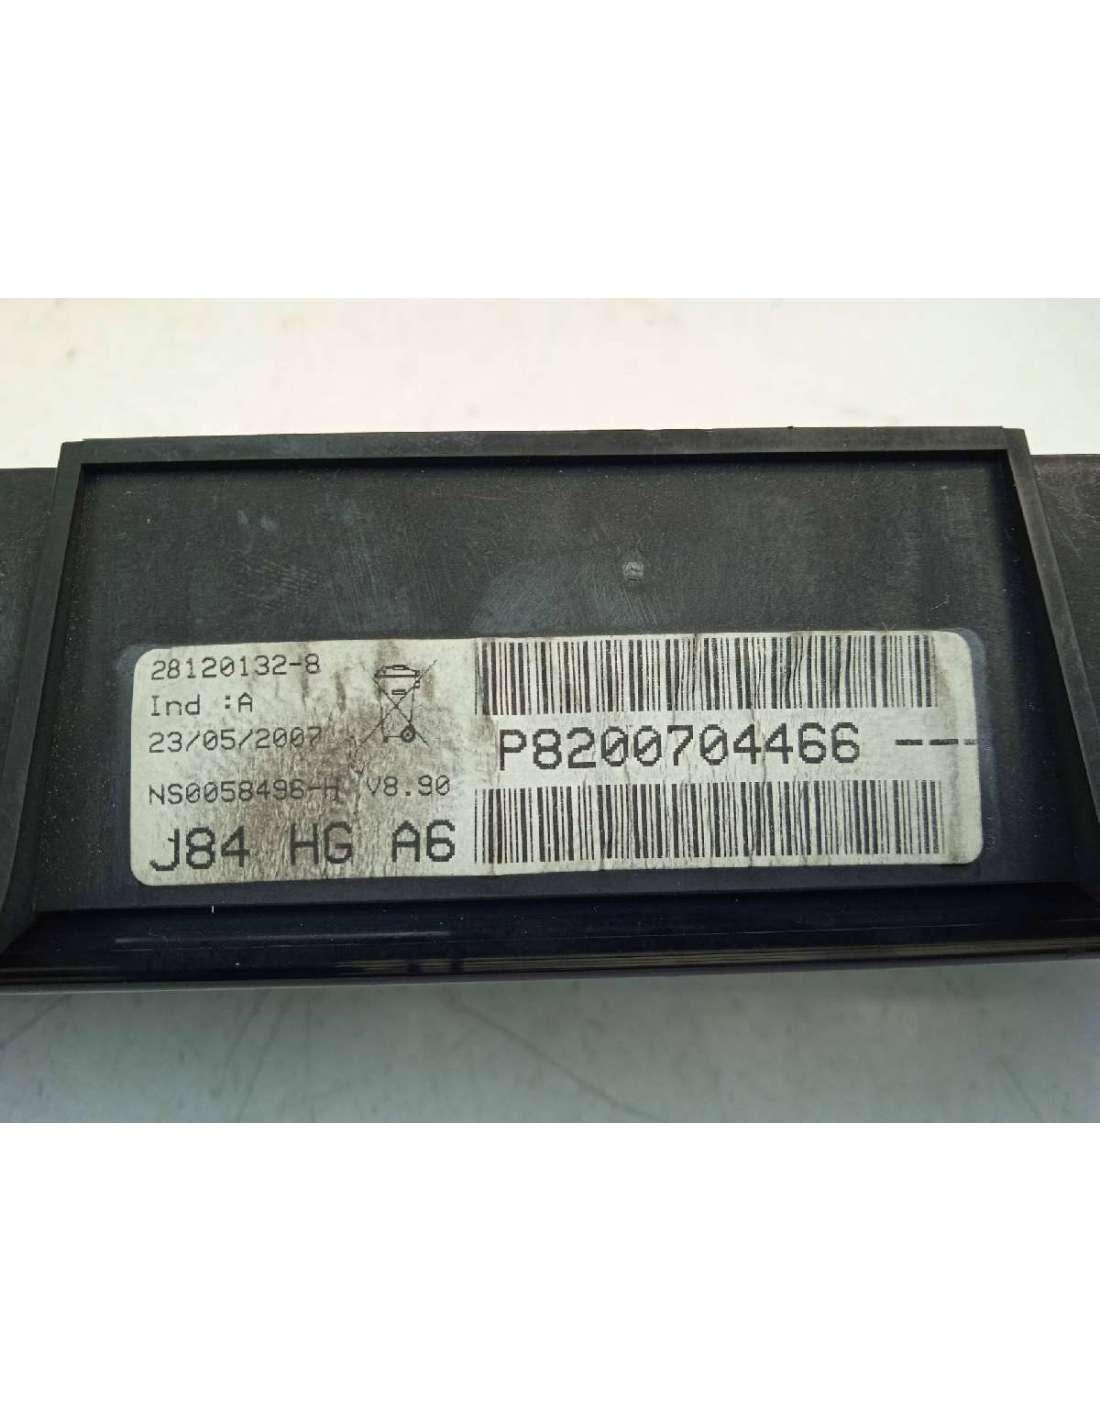 28120132-8
Ind :A
23/05/2007
NS0058496-H V8.90
J84 HG A6
P8200704466 ---